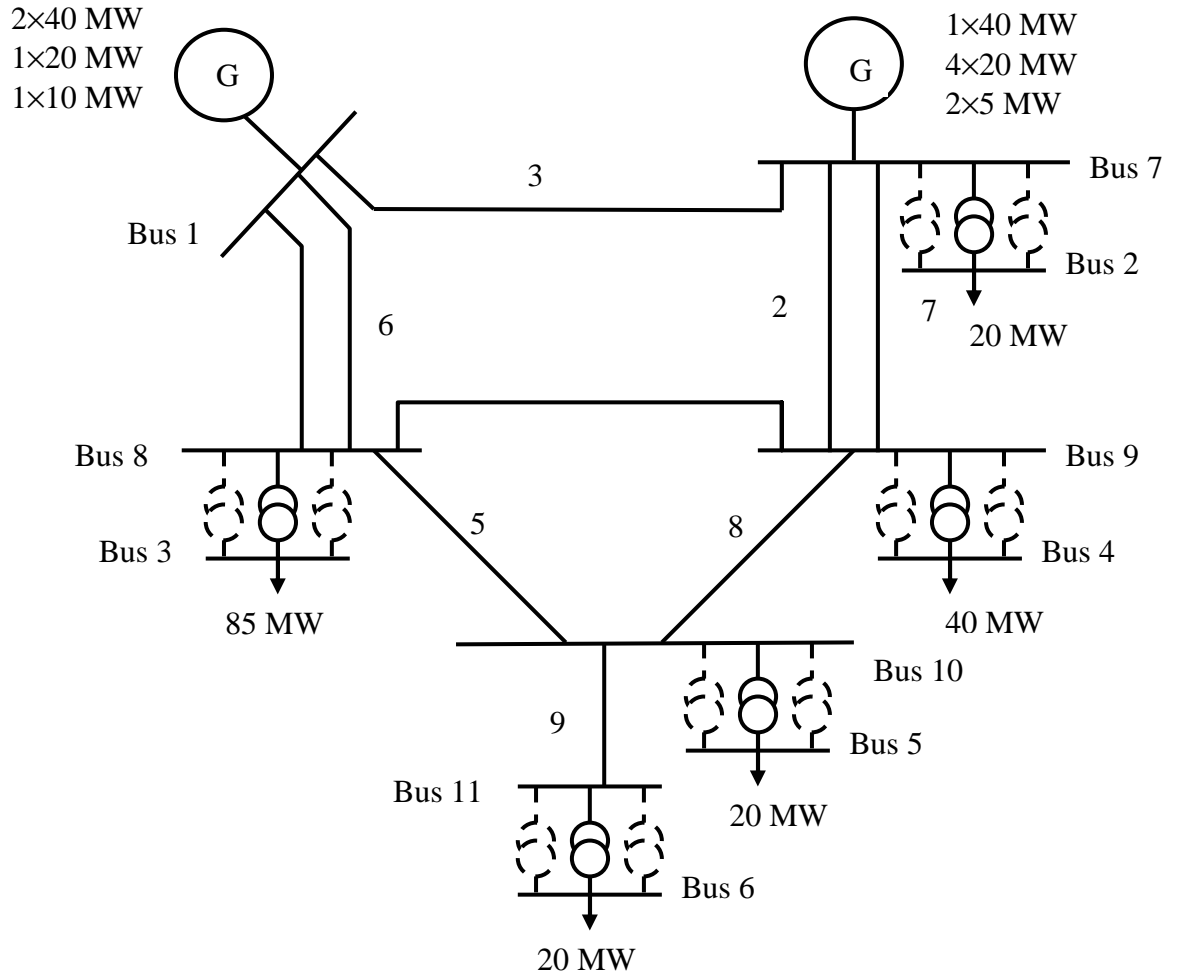 2×40 MW
1×20 MW
1×10 MW
G
1×40 MW
4×20 MW
2×5 MW
G
Bus 7
3
Bus 1
Bus 2
2
7
6
20 MW
Bus 8
Bus 9
5
8
Bus 3
Bus 4
85 MW
40 MW
Bus 10
9
Bus 5
Bus 11
20 MW
Bus 6
20 MW